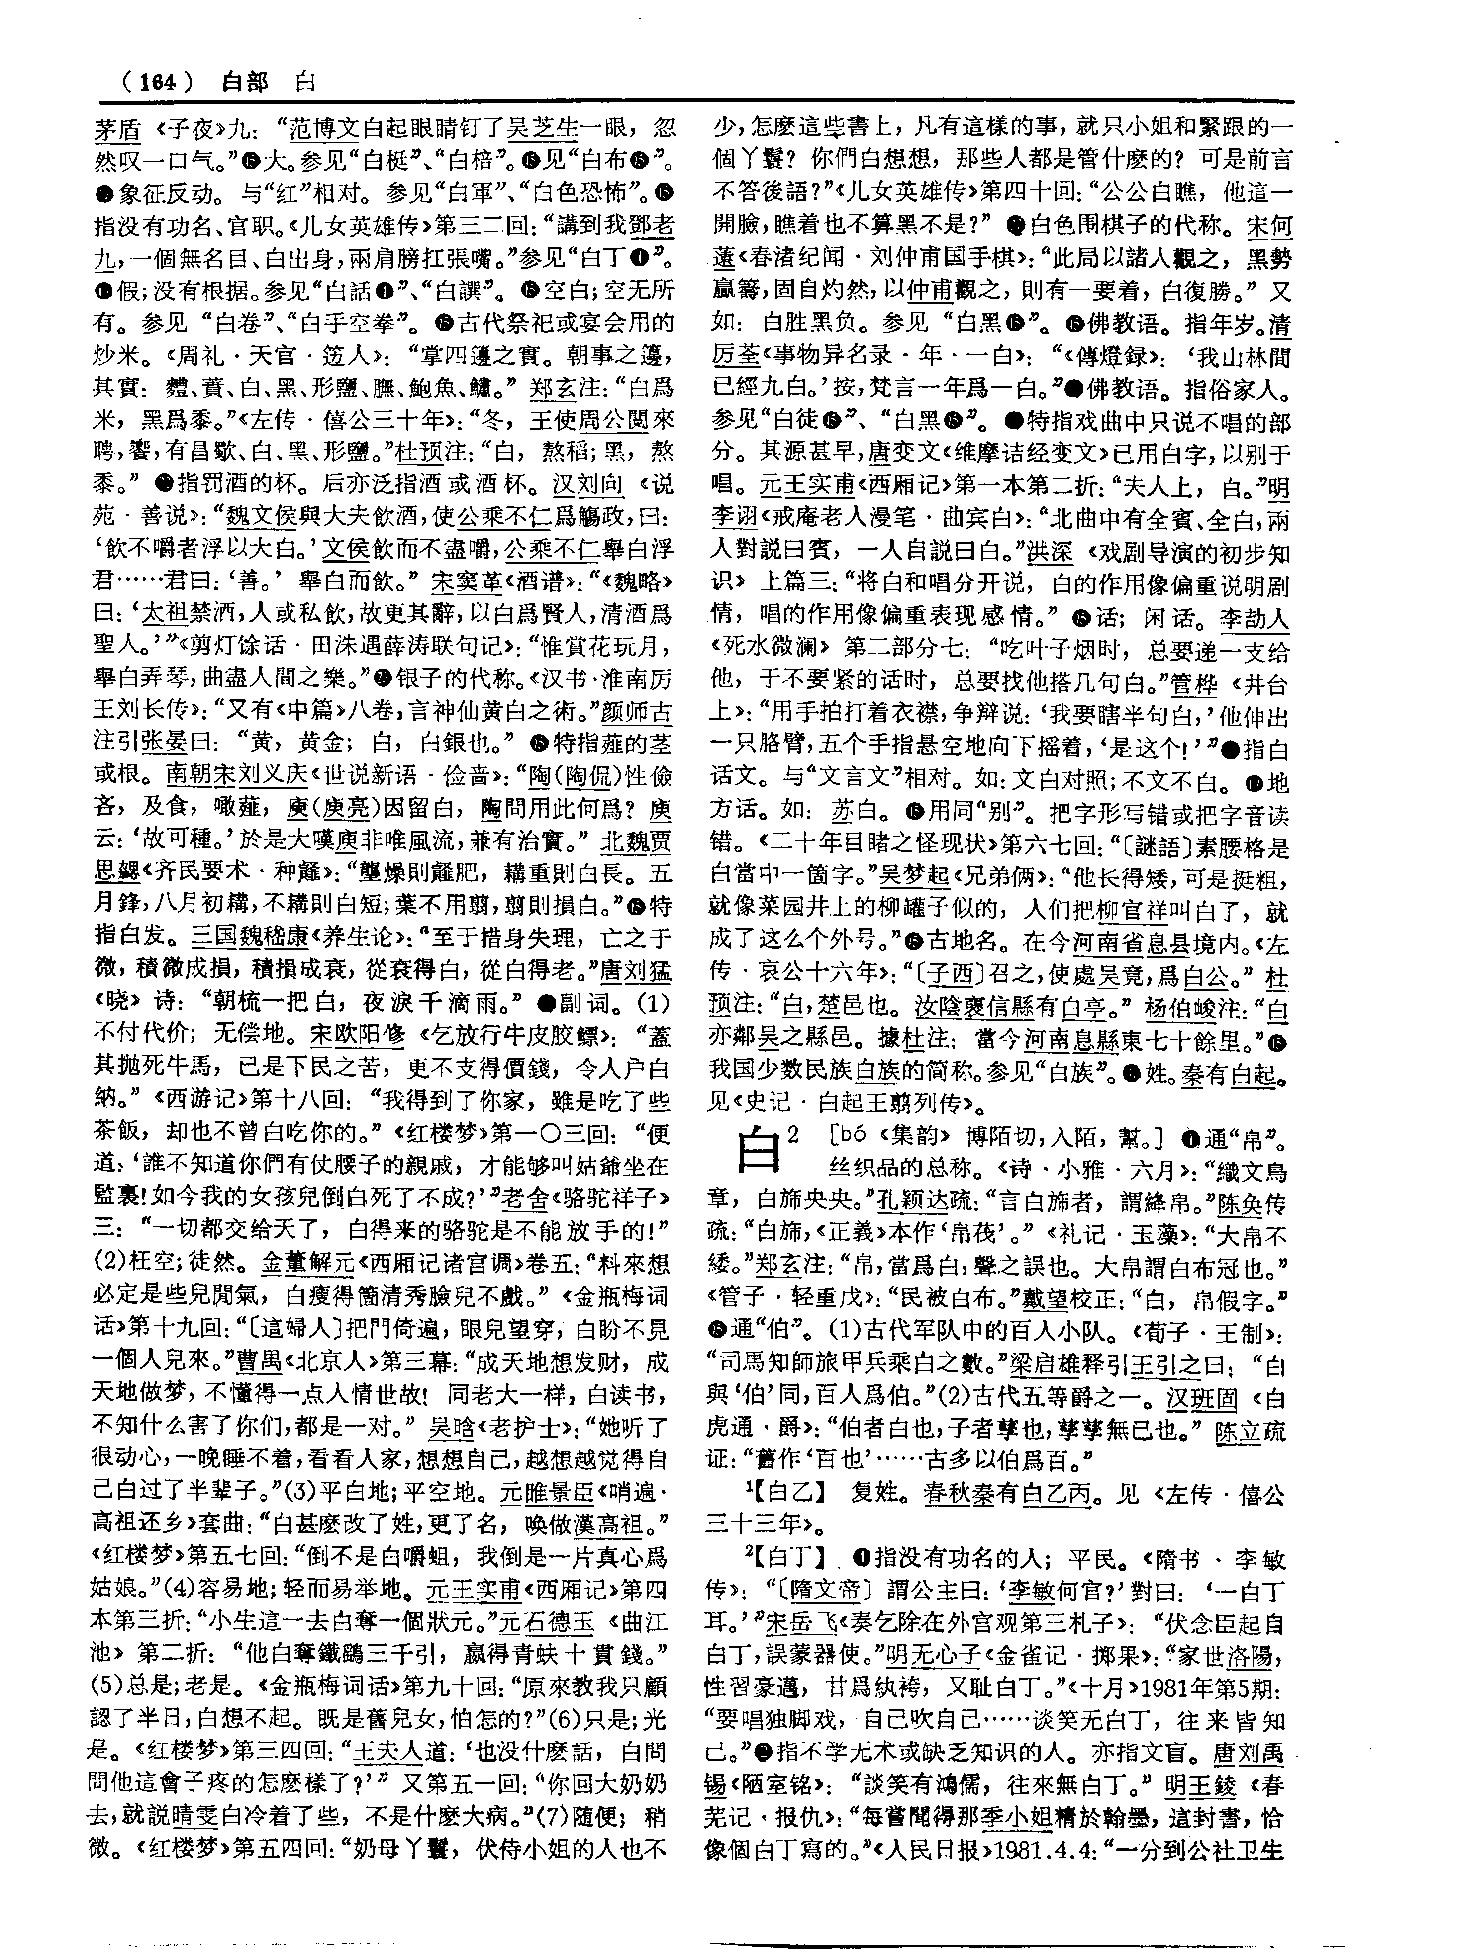 （164） 白部 白
茅盾《子夜》九：“范博文白起眼睛钉了吴芝生一眼，忽
然叹一口气。”大。参见“白梃”、“白棓”。见“白布”。
象征反动。与“红”相对。参见“白軍”、“白色恐怖”。
指没有功名、官职。《儿女英雄传》第三二回：“講到我鄧老
九，一個無名目、白出身，兩肩膀扛張嘴。”参见“白丁❶”。
假；没有根据。参见“白話❶”、“白譔”。空白；空无所
有。参见“白卷”、“白手空拳”。古代祭祀或宴会用的
炒米。《周礼·天官·笾人》：“掌四籩之實。朝事之籩，
其實：麷、蕡、白、黑、形鹽、膴、鮑魚、鱐。”郑玄注：“白爲
米，黑爲黍。”《左传·僖公三十年》：“冬，王使周公閲來
聘，饗，有昌歜、白、黑、形鹽。”杜预注：“白，熬稻；黑，熬
黍。”指罚酒的杯。后亦泛指酒或酒杯。汉刘向《说
苑·善说》：“魏文侯與大夫飲酒，使公乘不仁爲觴政，曰：
‘飲不嚼者浮以大白。’文侯飲而不盡嚼，公乘不仁舉白浮
君……君曰：‘善。’舉白而飲。”宋窦革《酒谱》：“《魏略》
曰：‘太祖禁酒，人或私飲，故更其辭，以白爲賢人，清酒爲
聖人。’”《剪灯馀话·田洙遇薛涛联句记》：“惟賞花玩月，
舉白弄琴，曲盡人間之樂。”银子的代称。《汉书·淮南厉
王刘长传》：“又有《中篇》八卷，言神仙黄白之術。”颜师古
注引张晏曰：“黄，黄金；白，白銀也。”特指薤的茎
或根。南朝宋刘义庆《世说新语·俭啬》：“陶（陶侃）性儉
吝，及食，噉薤，庾（庾亮）因留白，陶問用此何爲？庾
云：‘故可種。’於是大嘆庾非唯風流，兼有治實。”北魏贾
思勰《齐民要术·种䪥》：“壟燥則䪥肥，耩重則白長。五
月鋒，八月初耩，不耩則白短；葉不用翦，翦則損白。”特
指白发。三国魏嵇康《养生论》：“至于措身失理，亡之于
微，積微成損，積損成衰，從衰得白，從白得老。”唐刘猛
《晓》诗：“朝梳一把白，夜淚千滴雨。”副词。（1）
不付代价；无偿地。宋欧阳修《乞放行牛皮胶鳔》：“蓋
其抛死牛馬，已是下民之苦，更不支得價錢，令人户白
納。”《西游记》第十八回：“我得到了你家，雖是吃了些
茶飯，却也不曾白吃你的。”《红楼梦》第一〇三回：“便
道：‘誰不知道你們有仗腰子的親戚，才能够叫姑爺坐在
監裏！如今我的女孩兒倒白死了不成？’”老舍《骆驼祥子》
三：“一切都交给天了，白得来的骆驼是不能放手的！”
（2）枉空；徒然。金董解元《西厢记诸宫调》卷五：“料來想
必定是些兒閒氣，白瘦得箇清秀臉兒不戲。”《金瓶梅词
话》第十九回：“〔這婦人〕把門倚遍，眼兒望穿，白盼不見
一個人兒來。”曹禺《北京人》第三幕：“成天地想发财，成
天地做梦，不懂得一点人情世故！同老大一样，白读书，
不知什么害了你们，都是一对。”吴晗《老护士》：“她听了
很动心，一晚睡不着，看看人家，想想自己，越想越觉得自
己白过了半辈子。”（3）平白地；平空地。元睢景臣《哨遍·
高祖还乡》套曲：“白甚麽改了姓，更了名，唤做漢高祖。”
《红楼梦》第五七回：“倒不是白嚼蛆，我倒是一片真心爲
姑娘。”（4）容易地；轻而易举地。元王实甫《西厢记》第四
本第三折：“小生這一去白奪一個狀元。”元石德玉《曲江
池》第二折：“他白奪鐵鷂三千引，贏得青蚨十貫錢。”
（5）总是；老是。《金瓶梅词话》第九十回：“原來教我只顧
認了半日，白想不起。既是舊兒女，怕怎的？”（6）只是；光
是。《红楼梦》第三四回：“王夫人道：‘也没什麽話，白問
問他這會子疼的怎麽樣了？’”又第五一回：“你回大奶奶
去，就説晴雯白冷着了些，不是什麽大病。”（7）随便；稍
微。《红楼梦》第五四回：“奶母丫鬟，伏侍小姐的人也不
少，怎麽這些書上，凡有這樣的事，就只小姐和緊跟的一
個丫鬟？你們白想想，那些人都是管什麽的？可是前言
不答後語？”《儿女英雄传》第四十回：“公公白瞧，他這一
開臉，瞧着也不算黑不是？”白色围棋子的代称。宋何
薳《春渚纪闻·刘仲甫国手棋》：“此局以諸人觀之，黑勢
贏籌，固自灼然，以仲甫觀之，則有一要着，白復勝。”又
如：白胜黑负。参见“白黑”。佛教语。指年岁。清
厉荃《事物异名录·年·一白》：“《傳燈録》：‘我山林間
已經九白。’按，梵言一年爲一白。”佛教语。指俗家人。
参见“白徒”、“白黑”。特指戏曲中只说不唱的部
分。其源甚早，唐变文《维摩诘经变文》已用白字，以别于
唱。元王实甫《西厢记》第一本第二折：“夫人上，白。”明
李诩《戒庵老人漫笔·曲宾白》：“北曲中有全賓、全白，兩
人對説曰賓，一人自説曰白。”洪深《戏剧导演的初步知
识》上篇三：“将白和唱分开说，白的作用像偏重说明剧
情，唱的作用像偏重表现感情。”话；闲话。李劼人
《死水微澜》第二部分七：“吃叶子烟时，总要递一支给
他，于不要紧的话时，总要找他搭几句白。”管桦《井台
上》：“用手拍打着衣襟，争辩说：‘我要瞎半句白，’他伸出
一只胳臂，五个手指悬空地向下摇着，‘是这个！’”指白
话文。与“文言文”相对。如：文白对照；不文不白。地
方话。如：苏白。用同“别”。把字形写错或把字音读
错。《二十年目睹之怪现状》第六七回：“〔謎語〕素腰格是
白當中一箇字。”吴梦起《兄弟俩》：“他长得矮，可是挺粗，
就像菜园井上的柳罐子似的，人们把柳官祥叫白了，就
成了这么个外号。”古地名。在今河南省息县境内。《左
传·哀公十六年》：“〔子西〕召之，使處吴竟，爲白公。”杜
预注：“白，楚邑也。汝陰褒信縣有白亭。”杨伯峻注：“白
亦鄰吴之縣邑。據杜注，當今河南息縣東七十餘里。”
我国少数民族白族的简称。参见“白族”。姓。秦有白起。
见《史记·白起王翦列传》。
白² ［bó《集韵》博陌切，入陌，幫。］❶通“帛”。
丝织品的总称。《诗·小雅·六月》：“織文鳥
章，白旆央央。”孔颖达疏：“言白旆者，謂絳帛。”陈奂传
疏：“白旆，《正義》本作‘帛茷’。”《礼记·玉藻》：“大帛不
緌。”郑玄注：“帛，當爲白，聲之誤也。大帛謂白布冠也。”
《管子·轻重戊》：“民被白布。”戴望校正：“白，帛假字。”
通“伯”。（1）古代军队中的百人小队。《荀子·王制》：
“司馬知師旅甲兵乘白之數。”梁启雄释引王引之曰：“白
與‘伯’同，百人爲伯。”（2）古代五等爵之一。汉班固《白
虎通·爵》：“伯者白也，子者孳也，孳孳無已也。”陈立疏
证：“舊作‘百也’……古多以伯爲百。”
¹【白乙】 复姓。春秋秦有白乙丙。见《左传·僖公
三十三年》。
²【白丁】 ❶指没有功名的人；平民。《隋书·李敏
传》：“〔隋文帝〕謂公主曰：‘李敏何官？’對曰：‘一白丁
耳。’”宋岳飞《奏乞除在外宫观第三札子》：“伏念臣起自
白丁，誤蒙器使。”明无心子《金雀记·掷果》：“家世洛陽，
性習豪邁，甘爲紈袴，又耻白丁。”《十月》1981年第5期：
“要唱独脚戏，自己吹自己……谈笑无白丁，往来皆知
己。”❷指不学无术或缺乏知识的人。亦指文盲。唐刘禹
锡《陋室铭》：“談笑有鴻儒，往來無白丁。”明王錂《春
芜记·报仇》：“每嘗聞得那季小姐精於翰墨，這封書，恰
像個白丁寫的。”《人民日报》1981.4.4：“一分到公社卫生